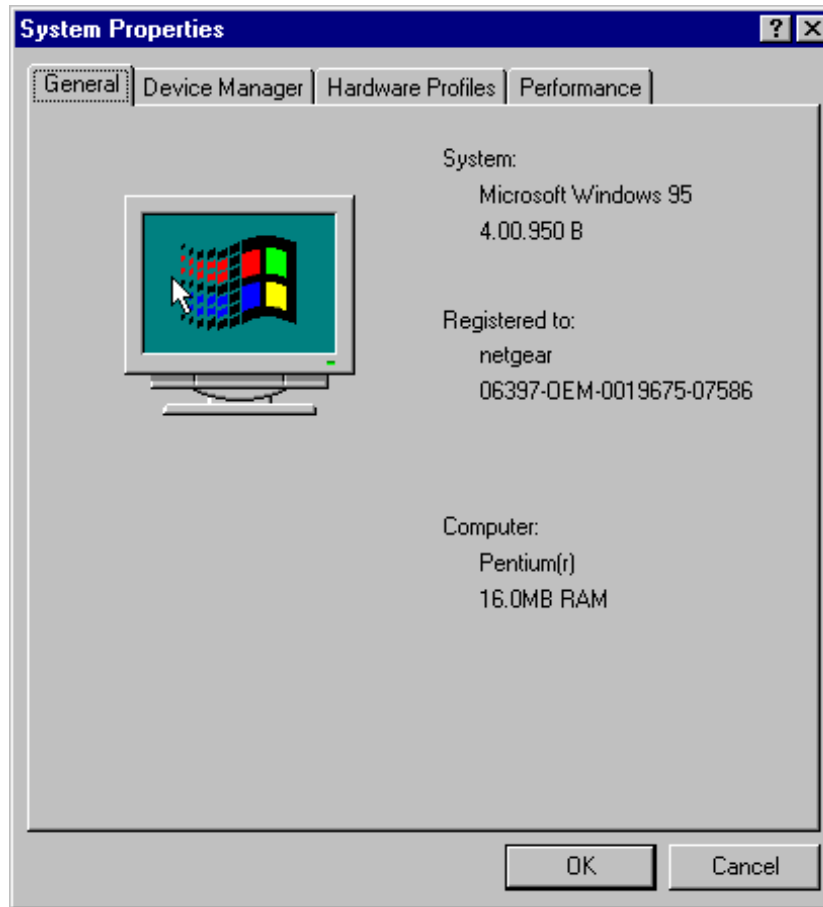 System Properties
General Device Manager Hardware Profiles Performance
System:
Microsoft Windows 95
4.00.950 B
Registered to:
netgear
06397-OEM-0019675-07586
Computer:
Pentium(r)
16.0MB RAM
OK Cancel